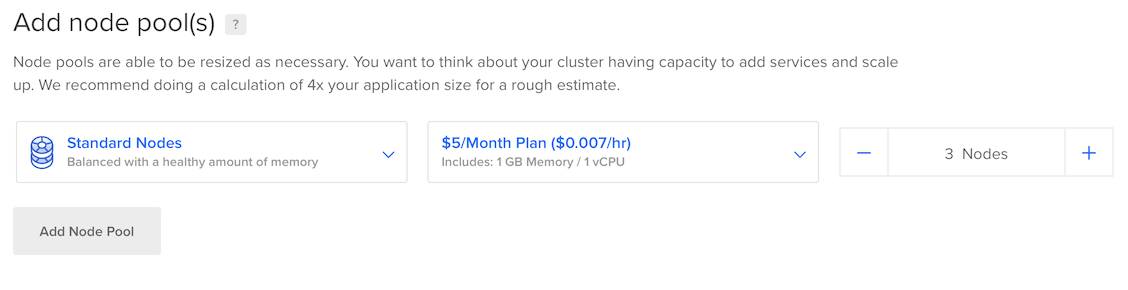 Add node pool(s) ?
Node pools are able to be resized as necessary. You want to think about your cluster having capacity to add services and scale
up. We recommend doing a calculation of 4x your application size for a rough estimate.
Standard Nodes
Balanced with a healthy amount of memory
$5/Month Plan ($0.007/hr)
Includes: 1 GB Memory / 1 vCPU
− 3 Nodes +
Add Node Pool